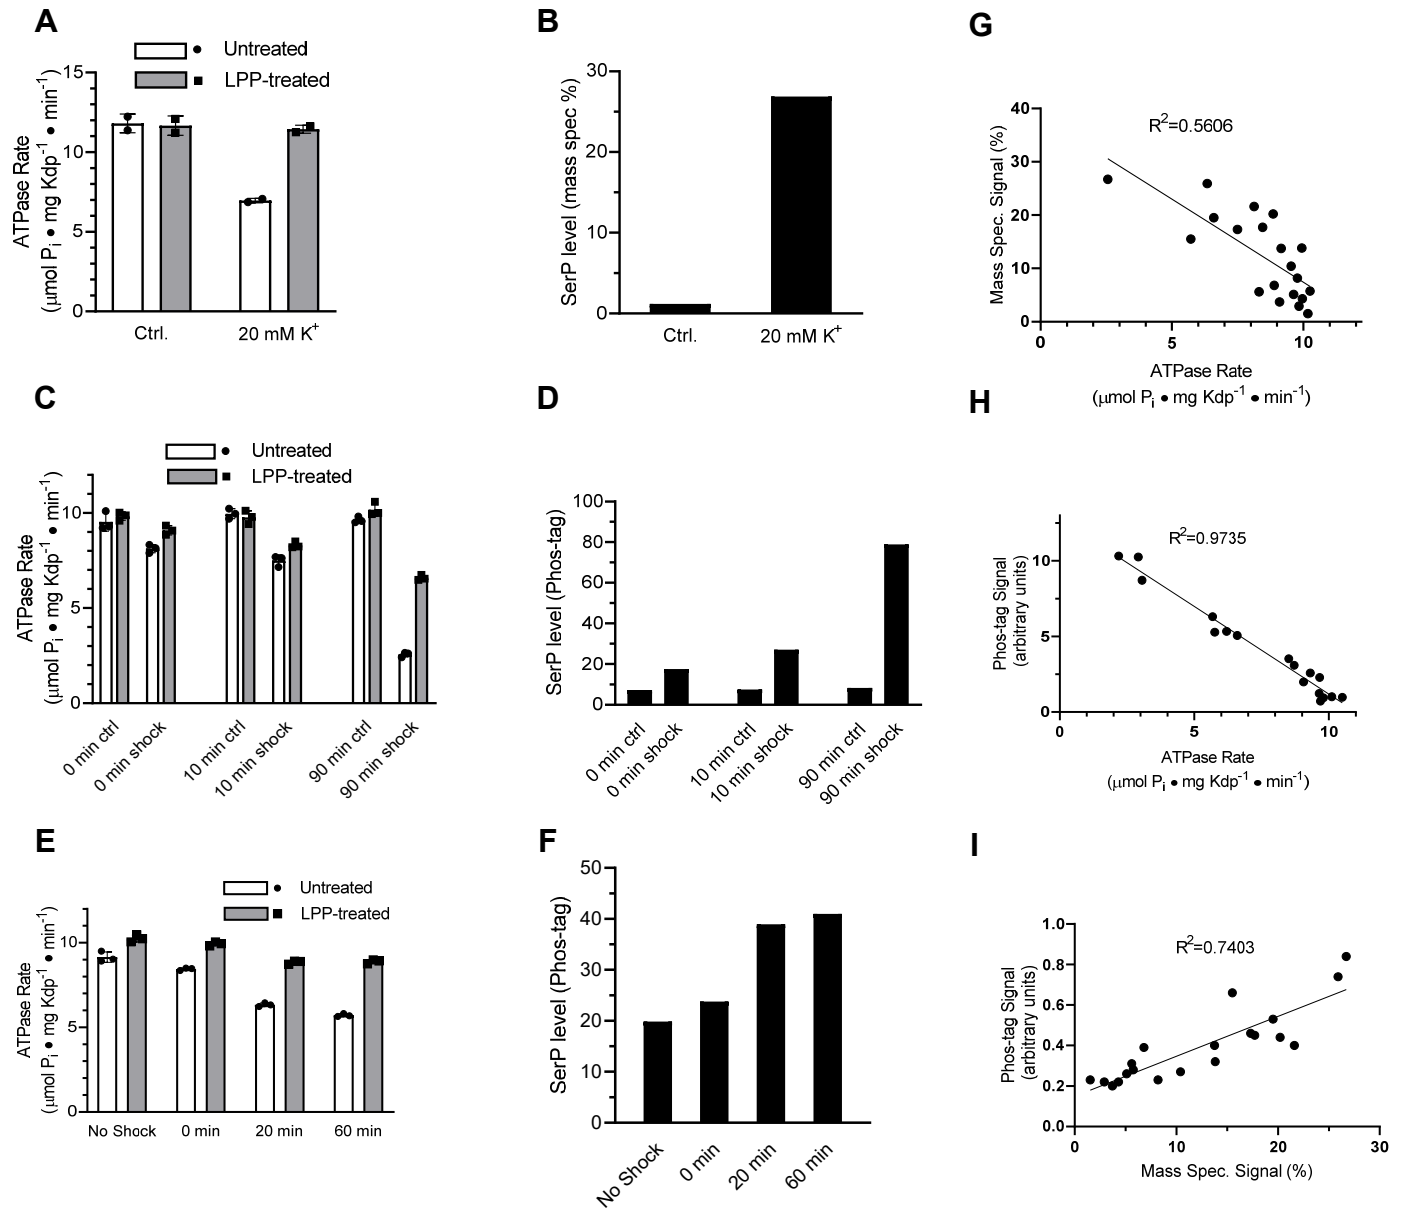 A
Untreated
LPP-treated
ATPase Rate
(μmol Pi • mg Kdp-1 • min-1)
15
10
5
0
Ctrl.
20 mM K+
B
SerP level (mass spec %)
30
20
10
0
Ctrl.
20 mM K+
G
Mass Spec. Signal (%)
40
30
20
10
0
R2=0.5606
0
5
10
ATPase Rate
(μmol Pi • mg Kdp-1 • min-1)
C
Untreated
LPP-treated
ATPase Rate
(μmol Pi • mg Kdp-1 • min-1)
10
5
0
0 min ctrl
0 min shock
10 min ctrl
10 min shock
90 min ctrl
90 min shock
D
SerP level (Phos-tag)
100
80
60
40
20
0
0 min ctrl
0 min shock
10 min ctrl
10 min shock
90 min ctrl
90 min shock
H
Phos-tag Signal
(arbitrary units)
10
5
0
R2=0.9735
0
5
10
ATPase Rate
(μmol Pi • mg Kdp-1 • min-1)
E
Untreated
LPP-treated
ATPase Rate
(μmol Pi • mg Kdp-1 • min-1)
10
5
0
No Shock
0 min
20 min
60 min
F
SerP level (Phos-tag)
50
40
30
20
10
0
No Shock
0 min
20 min
60 min
I
Phos-tag Signal
(arbitrary units)
1.0
0.8
0.6
0.4
0.2
0.0
R2=0.7403
0
10
20
30
Mass Spec. Signal (%)